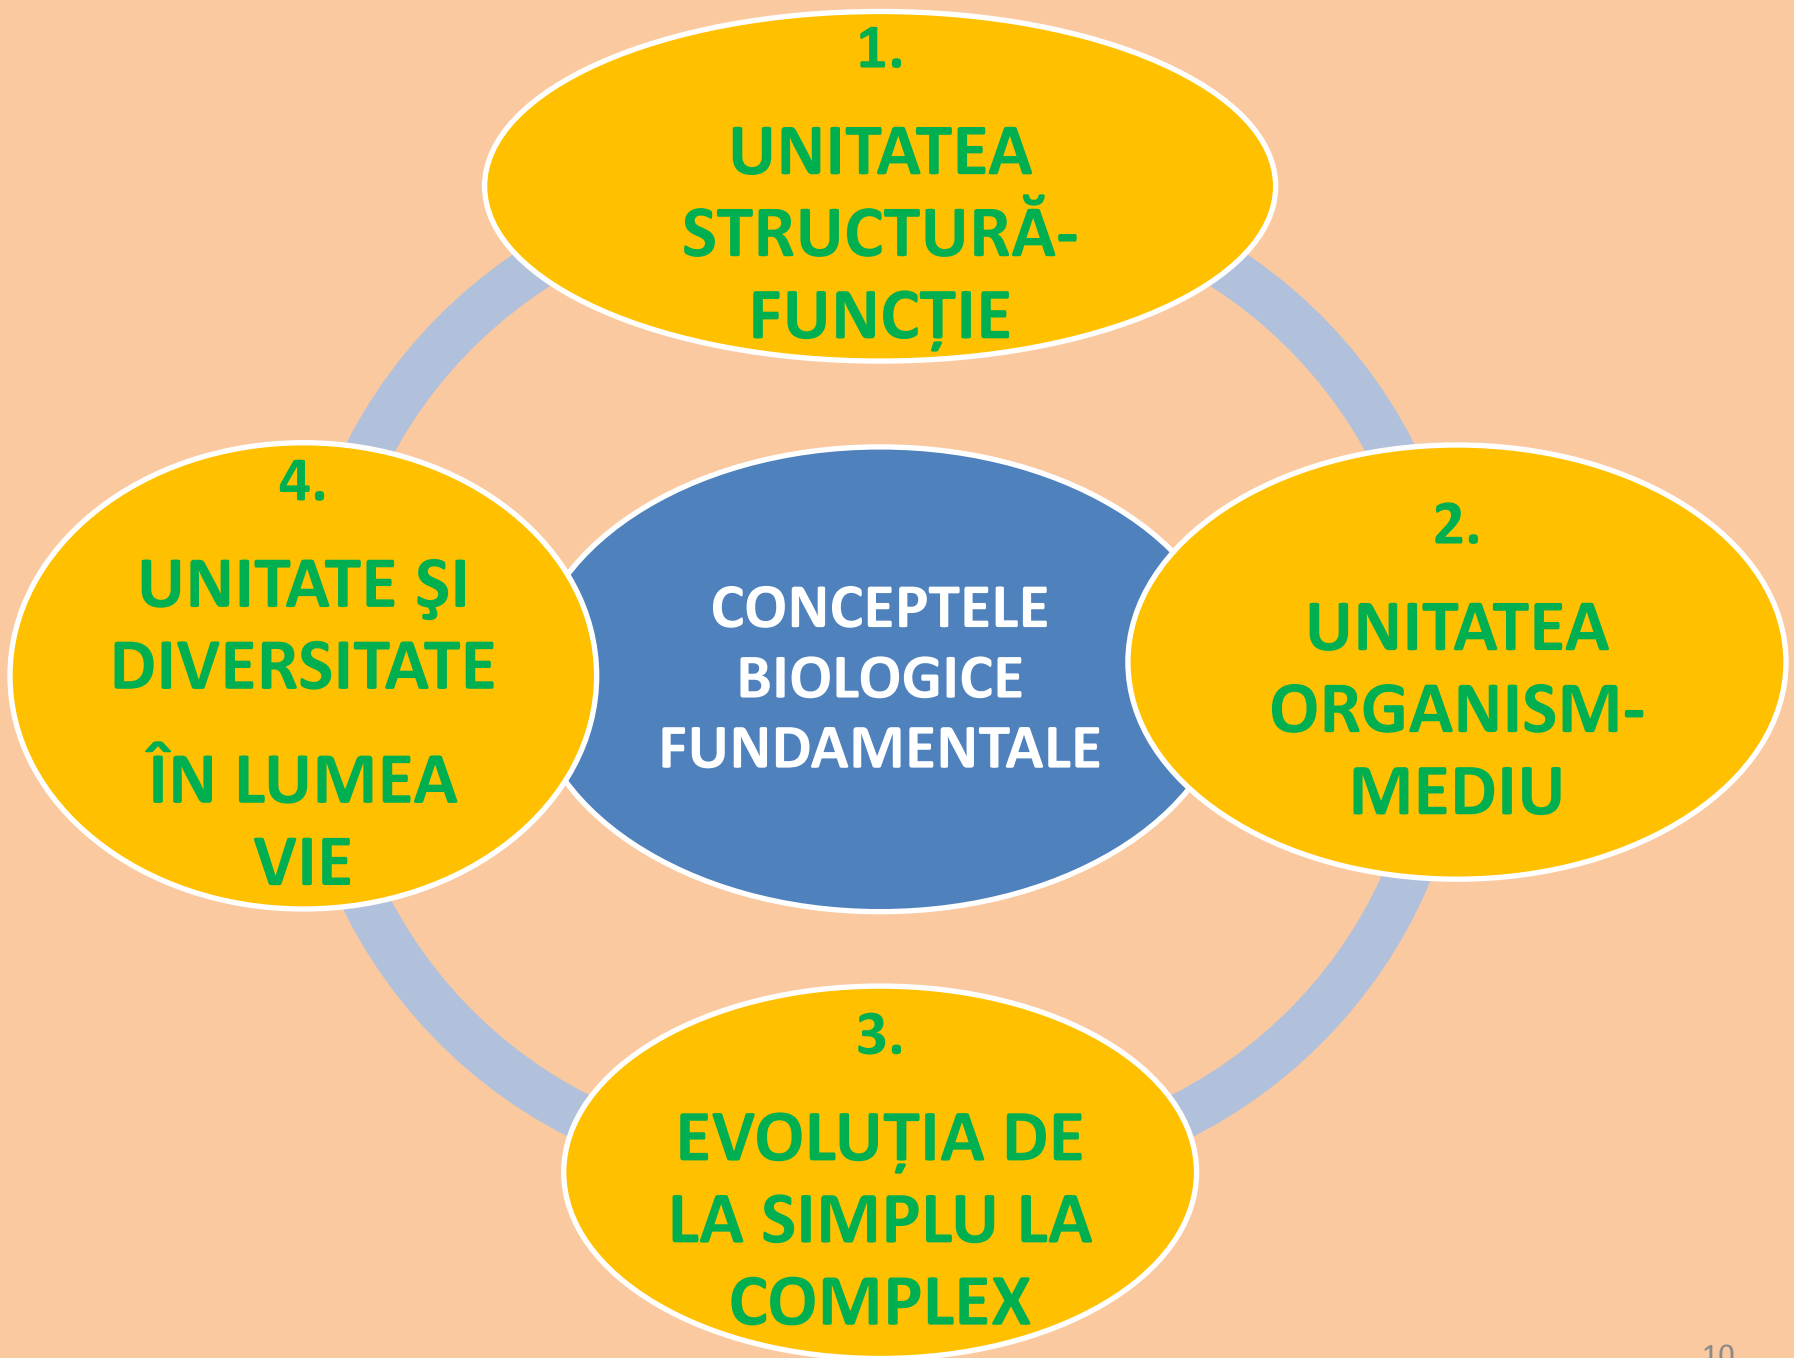 1.
UNITATEA
STRUCTURĂ-
FUNCȚIE
2.
UNITATEA
ORGANISM-
MEDIU
3.
EVOLUȚIA DE
LA SIMPLU LA
COMPLEX
4.
UNITATE ŞI
DIVERSITATE
ÎN LUMEA
VIE
CONCEPTELE
BIOLOGICE
FUNDAMENTALE
10